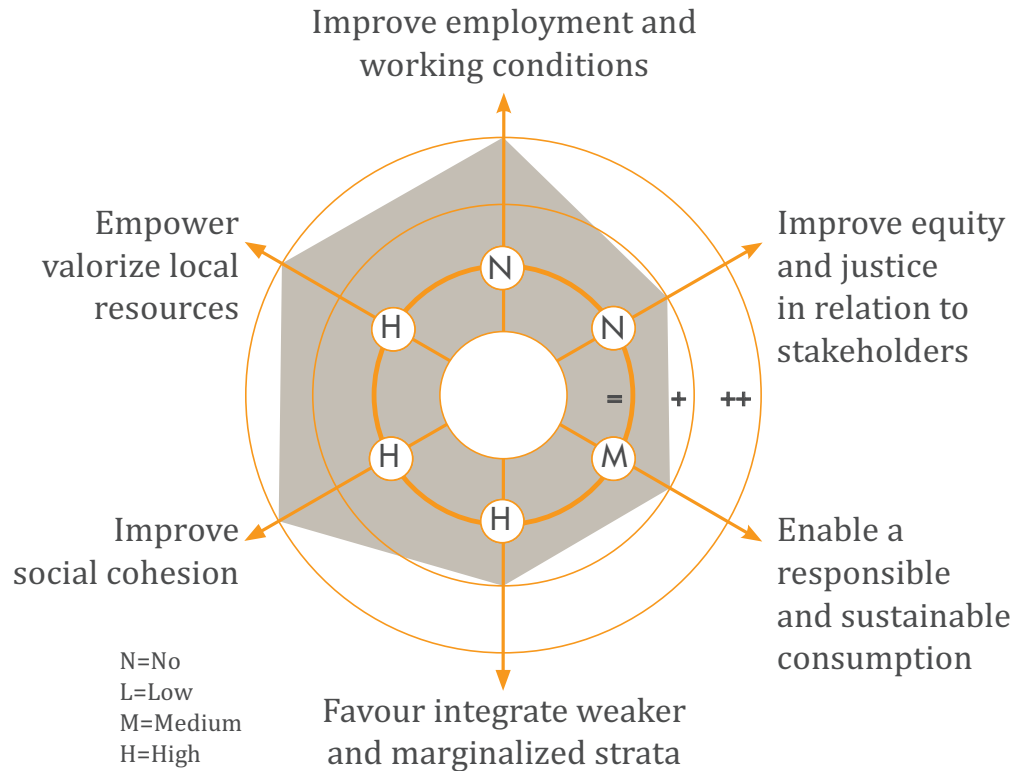 Improve employment and
working conditions
Empower
valorize local
resources
Improve equity
and justice
in relation to
stakeholders
N
H
N
= + ++
H
M
H
Improve
social cohesion
Enable a
responsible
and sustainable
consumption
Favour integrate weaker
and marginalized strata
N=No
L=Low
M=Medium
H=High